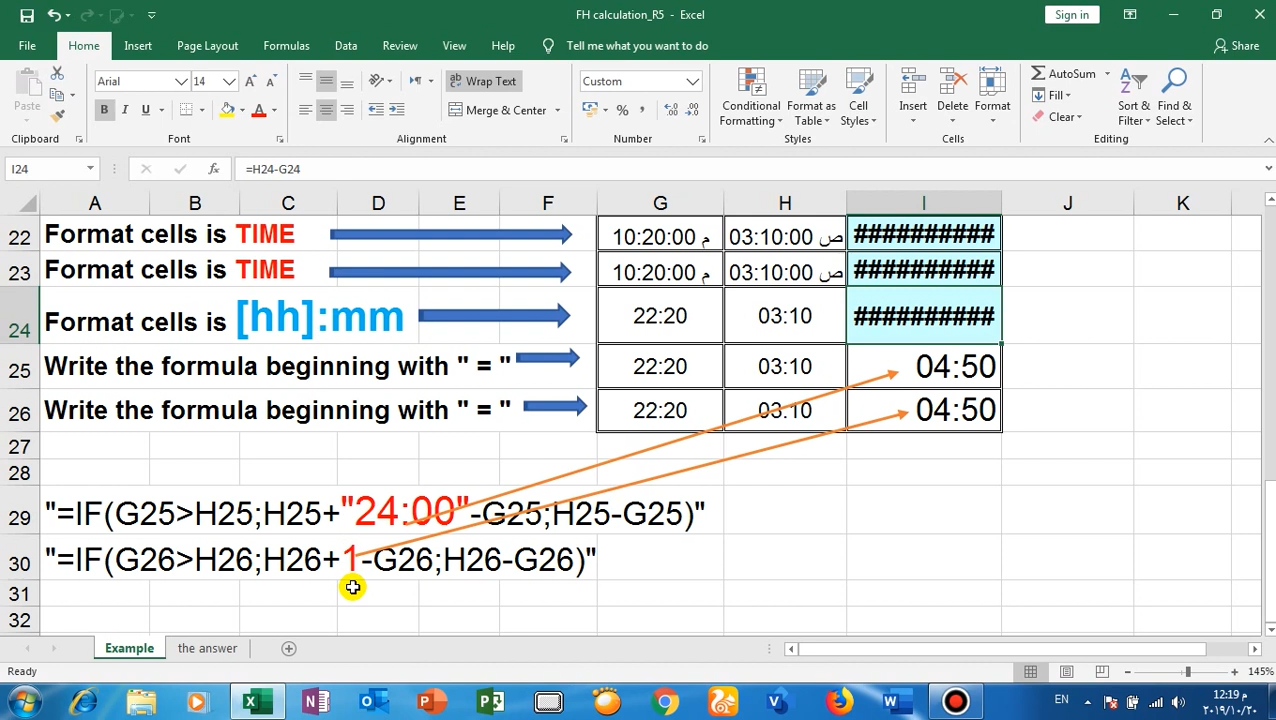 FH calculation_R5 - Excel
Sign in
File Home Insert Page Layout Formulas Data Review View Help Tell me what you want to do Share
Paste
Arial 14
B I U A
Wrap Text
Merge & Center
Custom
Conditional Formatting
Format as Table
Cell Styles
Insert Delete Format
AutoSum
Fill
Clear
Sort & Filter
Find & Select
Clipboard Font Alignment Number Styles Cells Editing
I24 fx =H24-G24
A B C D E F G H I J K
22 Format cells is TIME 10:20:00 م 03:10:00 ص ##########
23 Format cells is TIME 10:20:00 م 03:10:00 ص ##########
24 Format cells is [hh]:mm 22:20 03:10 ##########
25 Write the formula beginning with " = " 22:20 03:10 04:50
26 Write the formula beginning with " = " 22:20 03:10 04:50
27
28
29 "=IF(G25>H25;H25+"24:00"-G25;H25-G25)"
30 "=IF(G26>H26;H26+1-G26;H26-G26)"
31
32
Example the answer
Ready 145%
EN 12:19 م
٢٠١٩/١٠/٢٠